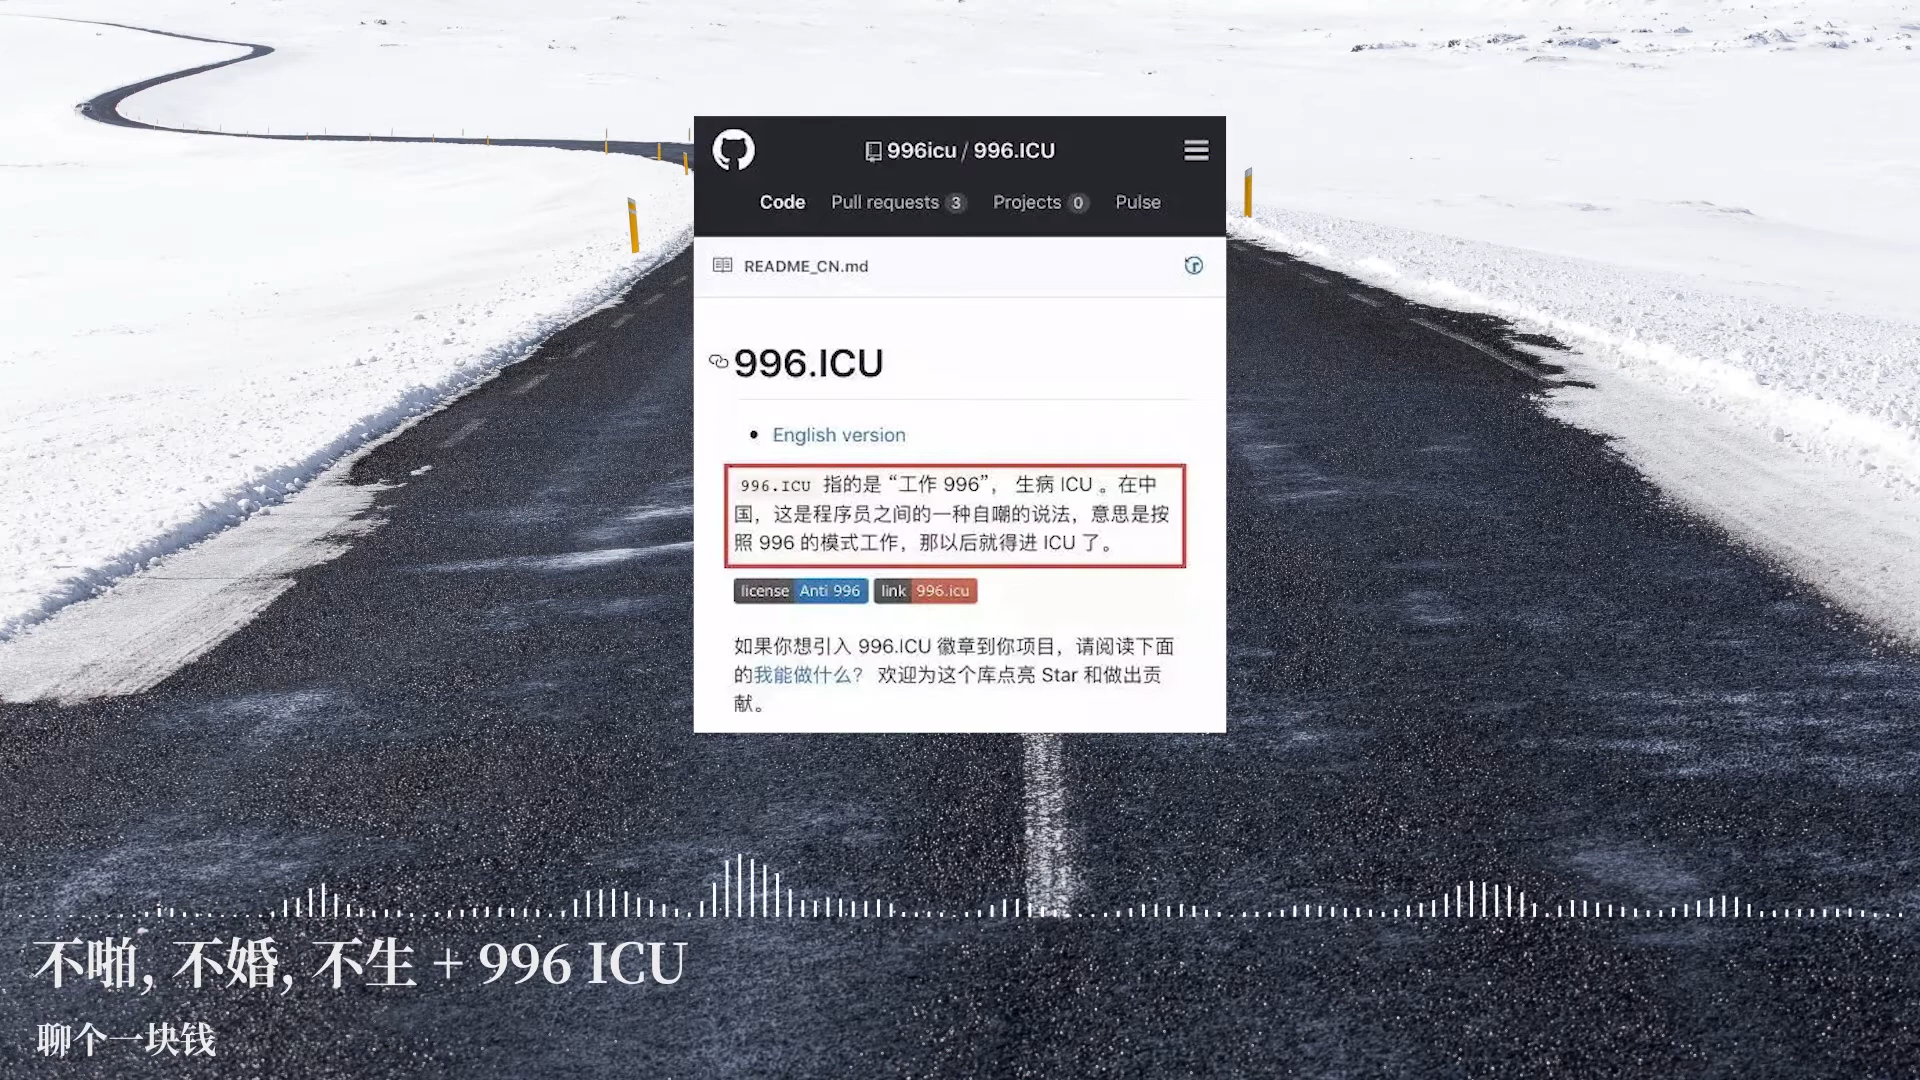 996icu / 996.ICU
Code Pull requests 3 Projects 0 Pulse
README_CN.md
996.ICU
English version
996.ICU 指的是 “工作 996”， 生病 ICU 。在中
国，这是程序员之间的一种自嘲的说法，意思是按
照 996 的模式工作，那以后就得进 ICU 了。
license Anti 996 link 996.icu
如果你想引入 996.ICU 徽章到你项目，请阅读下面
的我能做什么？ 欢迎为这个库点亮 Star 和做出贡
献。
不啪, 不婚, 不生 + 996 ICU
聊个一块钱